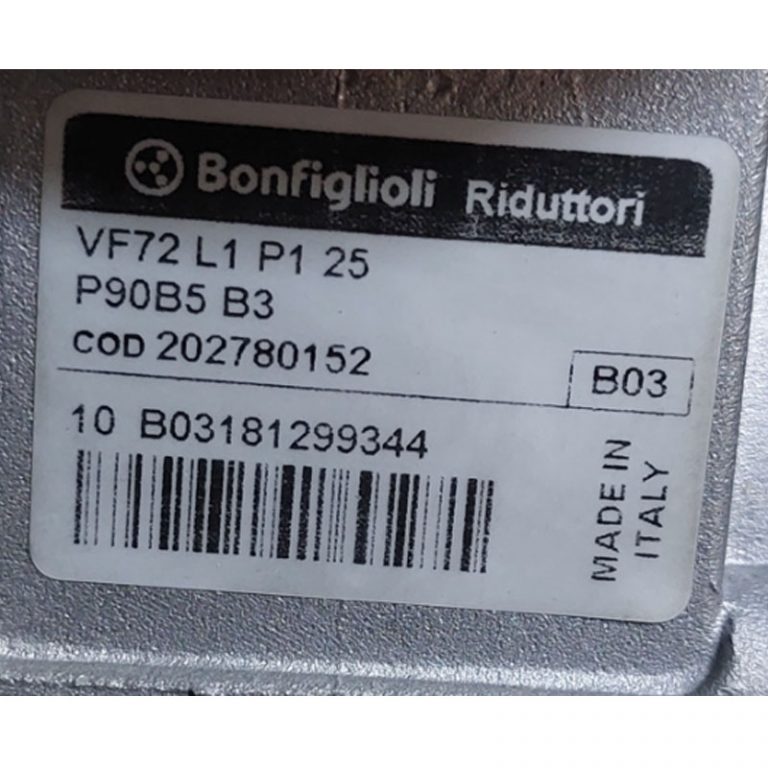 Bonfiglioli Riduttori
VF72 L1 P1 25
P90B5 B3
COD 202780152
B03
10 B03181299344
MADE IN
ITALY